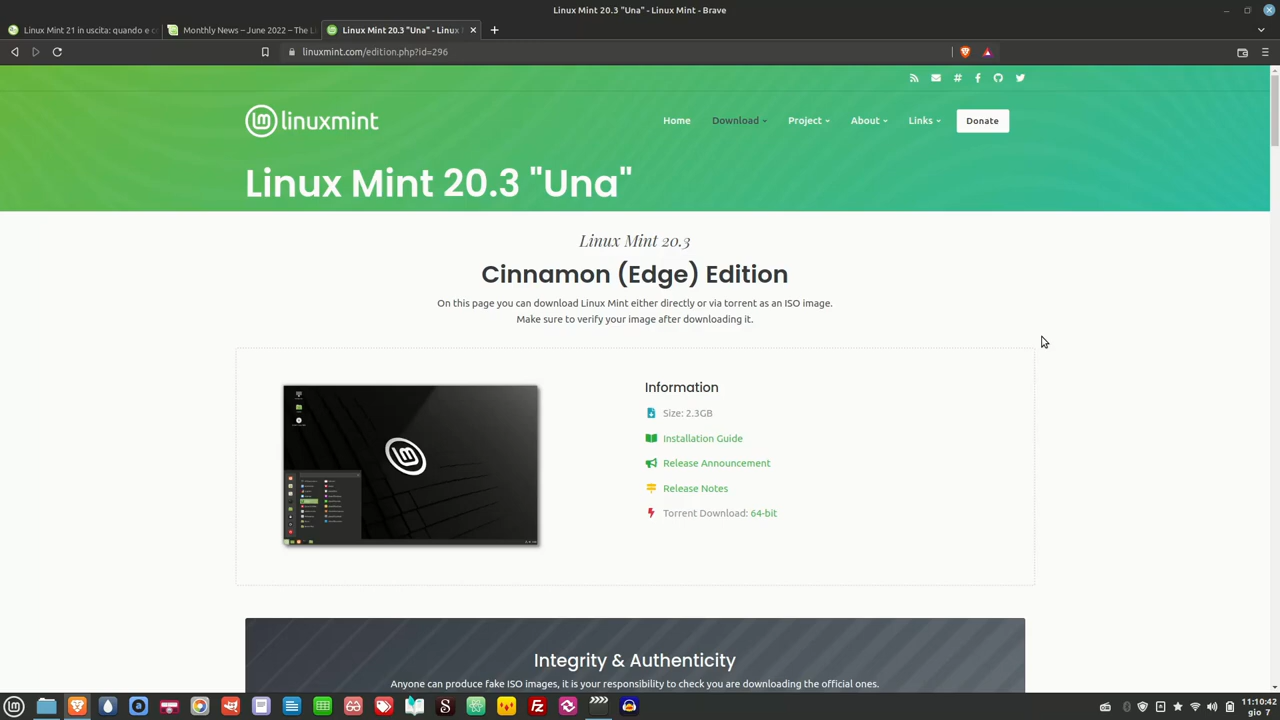 Linux Mint 20.3 "Una" - Linux Mint - Brave
Linux Mint 21 in uscita: quando e c
Monthly News – June 2022 – The Li
Linux Mint 20.3 "Una" - Linux M
linuxmint.com/edition.php?id=296
linuxmint
Home
Download
Project
About
Links
Donate
Linux Mint 20.3 "Una"
Linux Mint 20.3
Cinnamon (Edge) Edition
On this page you can download Linux Mint either directly or via torrent as an ISO image.
Make sure to verify your image after downloading it.
Information
Size: 2.3GB
Installation Guide
Release Announcement
Release Notes
Torrent Download: 64-bit
Integrity & Authenticity
Anyone can produce fake ISO images, it is your responsibility to check you are downloading the official ones.
11:10:42
gio 7